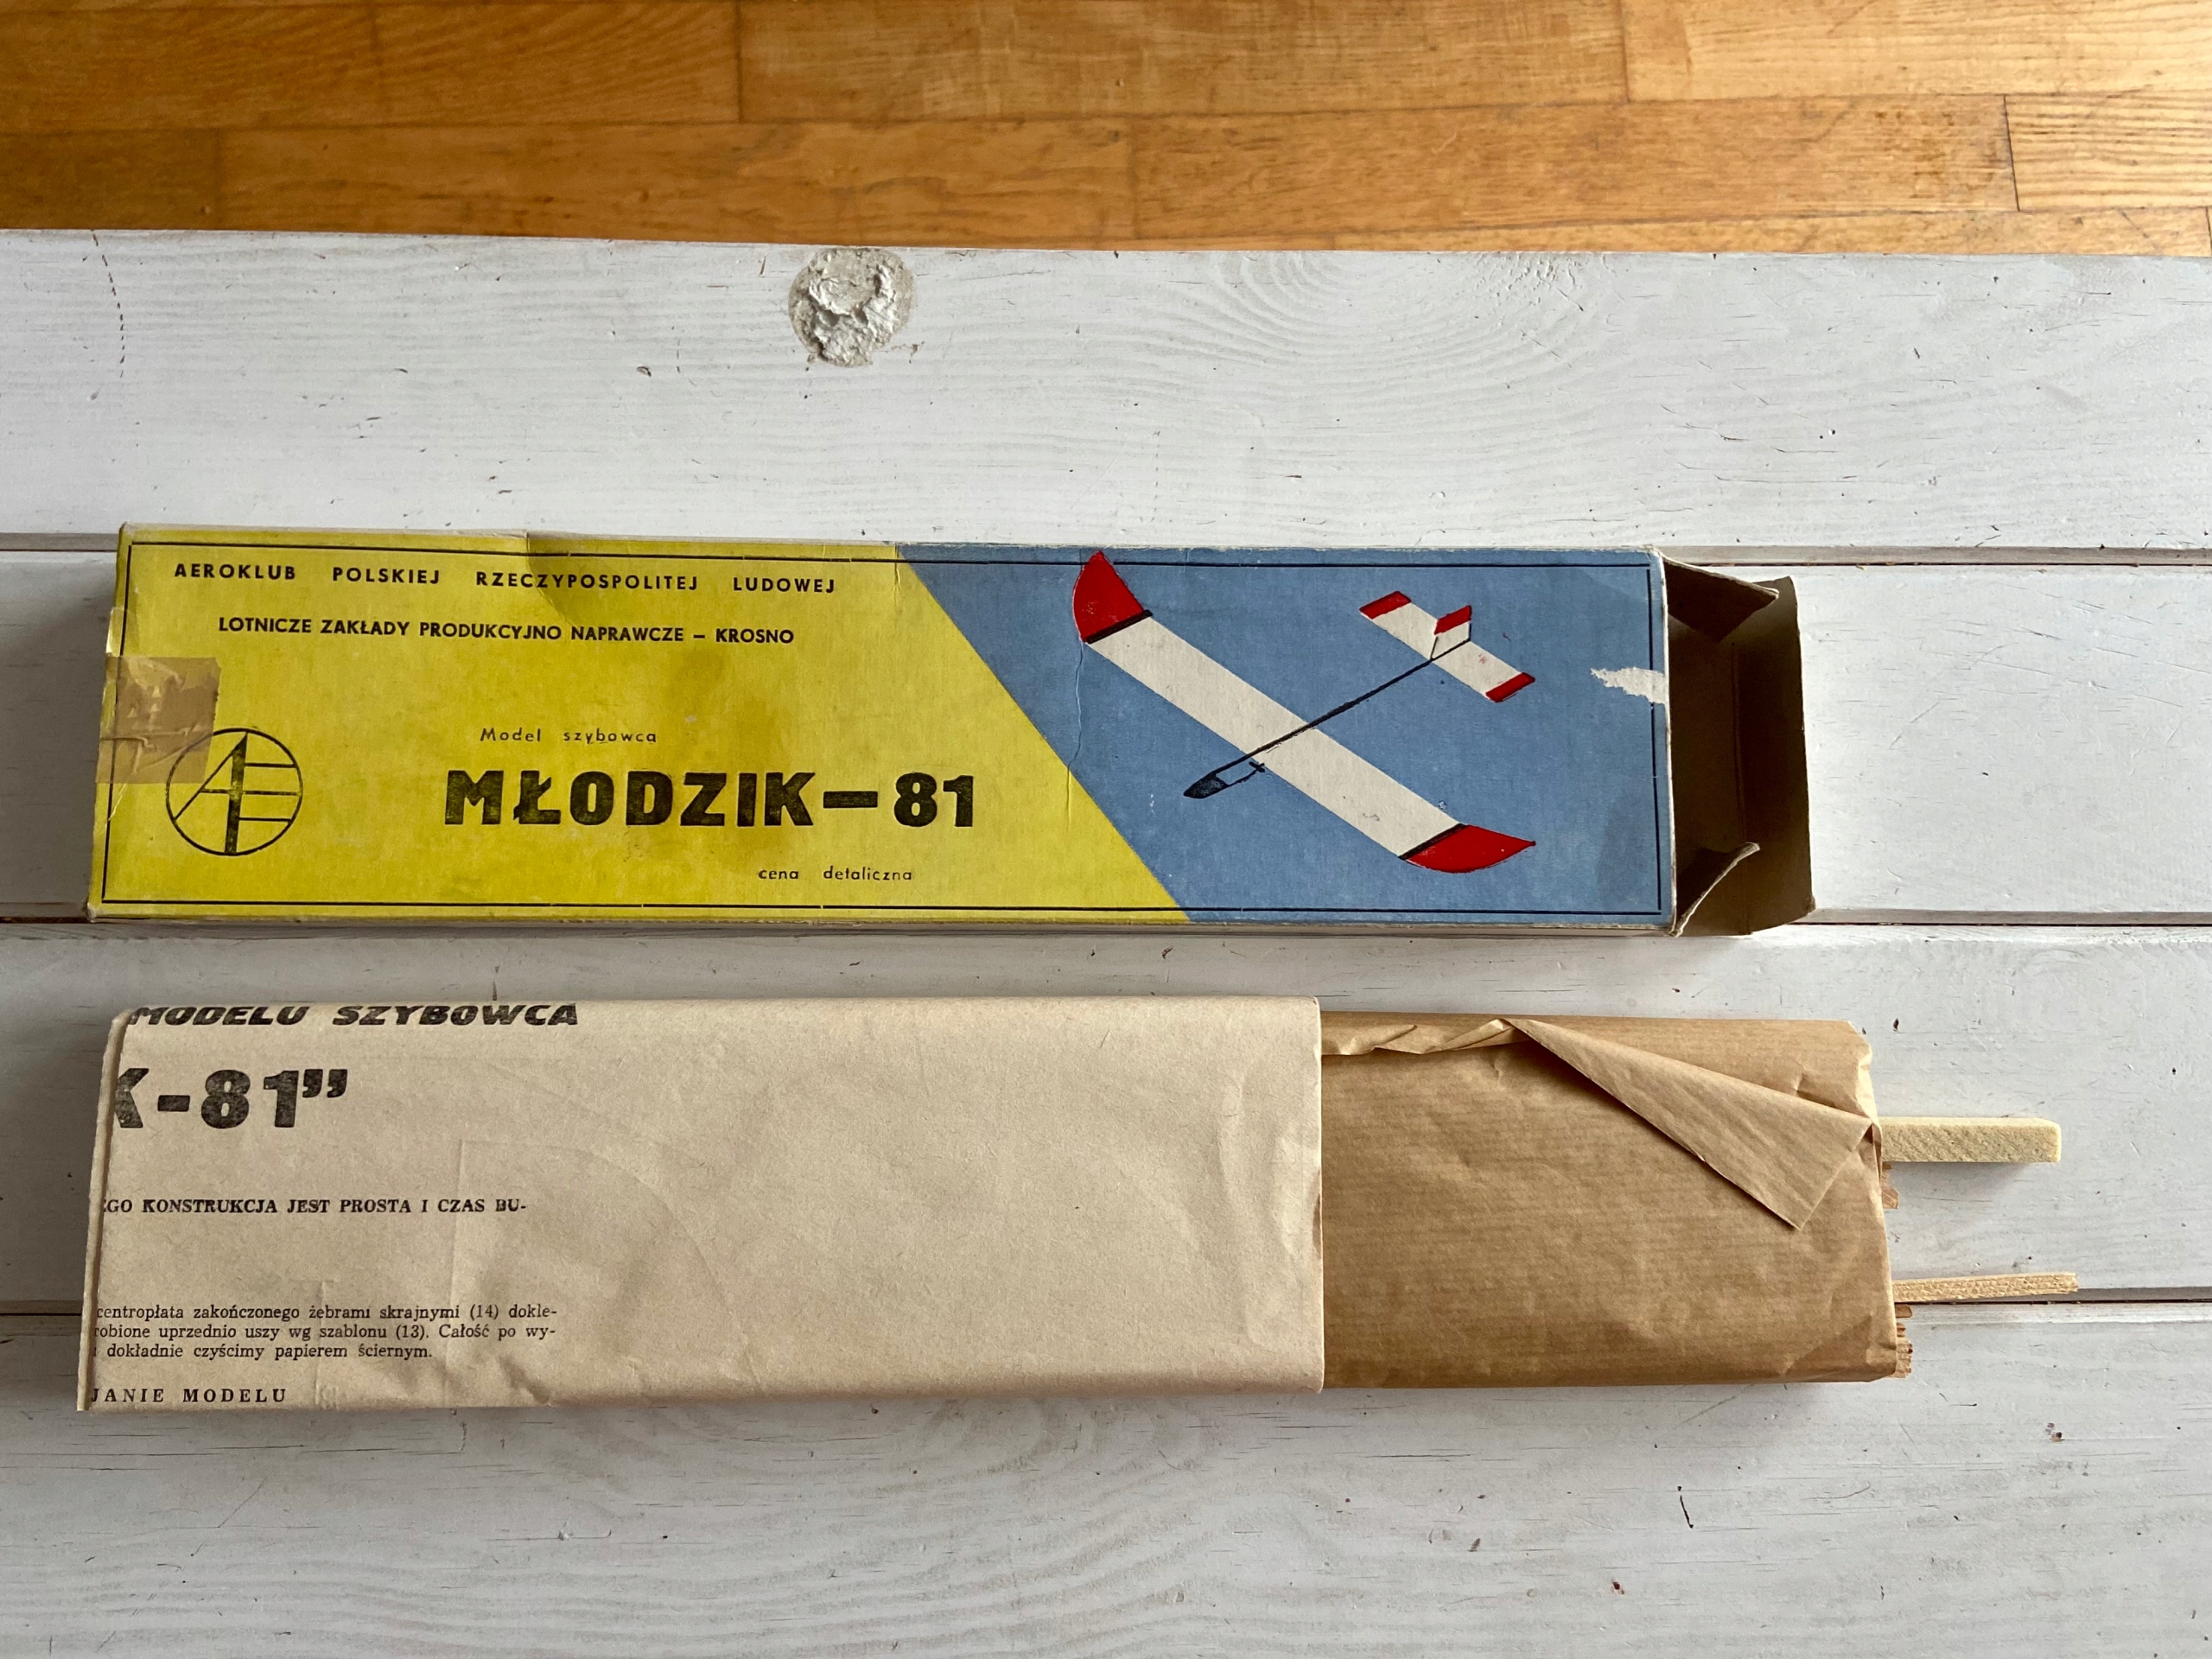 AEROKLUB POLSKIEJ RZECZYPOSPOLITEJ LUDOWEJ
LOTNICZE ZAKŁADY PRODUKCYJNO NAPRAWCZE – KROSNO
Model szybowca
MŁODZIK–81
cena detaliczna
MODELU SZYBOWCA
K-81”
GO KONSTRUKCJA JEST PROSTA I CZAS BU-
centropłata zakończonego żebrami skrajnymi (14) dokle-
robione uprzednio uszy wg szablonu (13). Całość po wy-
dokładnie czyścimy papierem ściernym.
JANIE MODELU